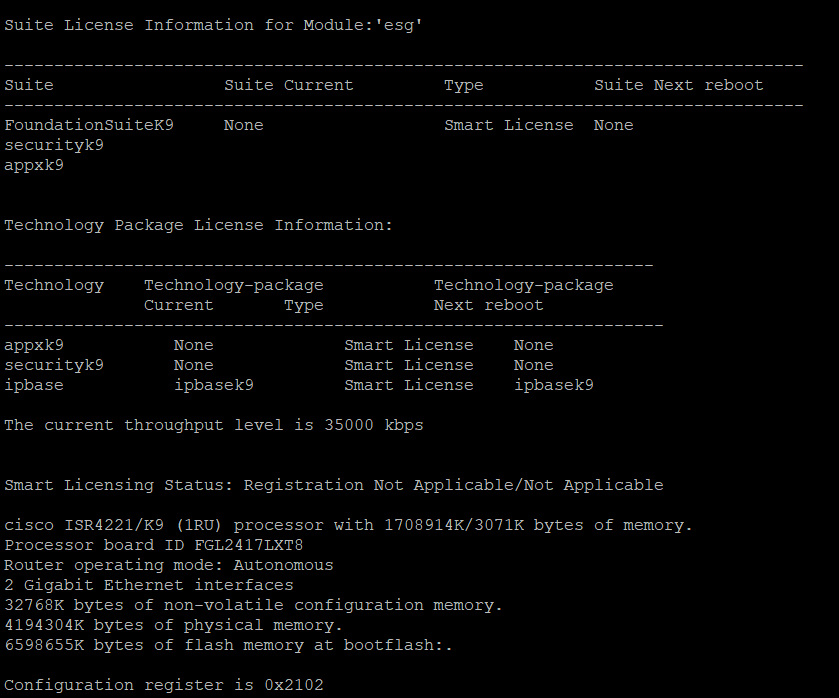 Suite License Information for Module:'esg'
--------------------------------------------------------------------------------
Suite                 Suite Current         Type           Suite Next reboot
--------------------------------------------------------------------------------
FoundationSuiteK9     None                  Smart License  None
securityk9
appxk9
Technology Package License Information:
-----------------------------------------------------------------
Technology    Technology-package           Technology-package
              Current       Type           Next reboot
------------------------------------------------------------------
appxk9           None             Smart License    None
securityk9       None             Smart License    None
ipbase           ipbasek9         Smart License    ipbasek9
The current throughput level is 35000 kbps
Smart Licensing Status: Registration Not Applicable/Not Applicable
cisco ISR4221/K9 (1RU) processor with 1708914K/3071K bytes of memory.
Processor board ID FGL2417LXT8
Router operating mode: Autonomous
2 Gigabit Ethernet interfaces
32768K bytes of non-volatile configuration memory.
4194304K bytes of physical memory.
6598655K bytes of flash memory at bootflash:.
Configuration register is 0x2102